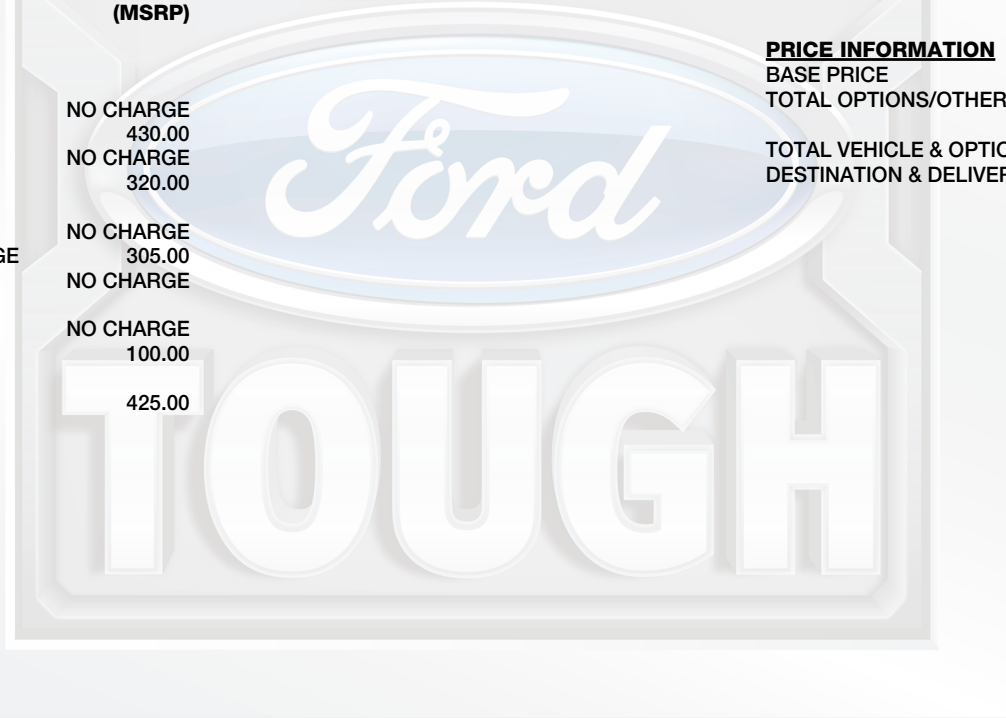 (MSRP)
NO CHARGE
430.00
NO CHARGE
320.00
NO CHARGE
GE 305.00
NO CHARGE
NO CHARGE
100.00
425.00
PRICE INFORMATION
BASE PRICE
TOTAL OPTIONS/OTHER
TOTAL VEHICLE & OPTIO
DESTINATION & DELIVER
Ford
TOUGH